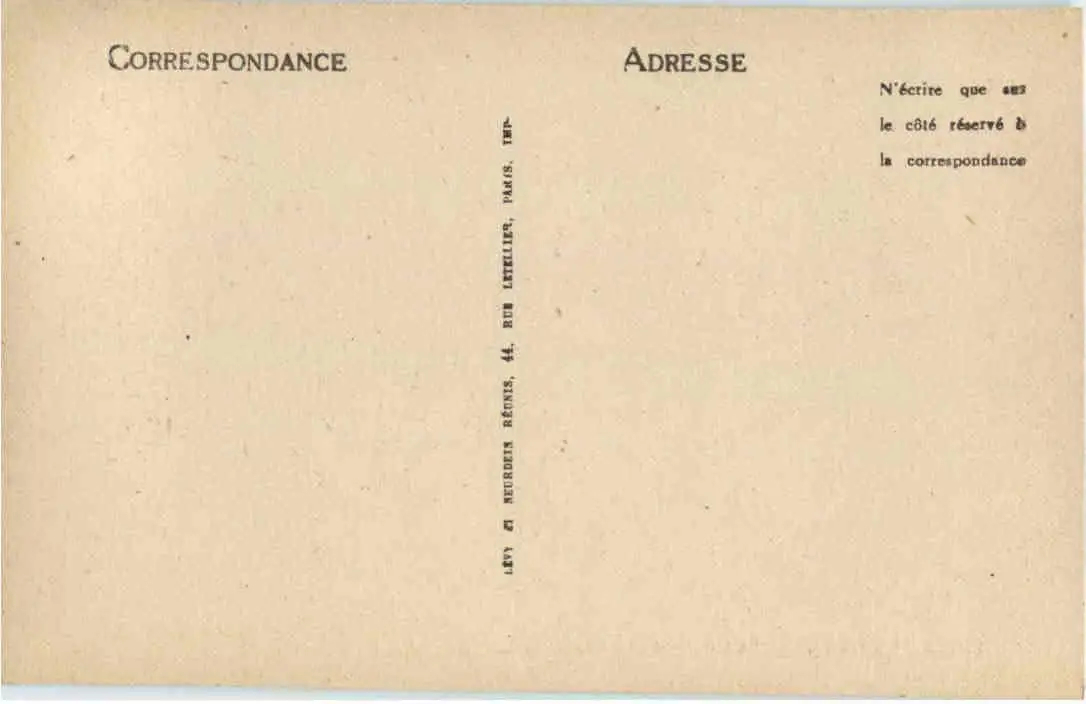 CORRESPONDANCE
ADRESSE
N'écrire que sur
le côté réservé à
la correspondance
LÉVY et NEURDEIN RÉUNIS, 44, RUE LETELLIER, PARIS, IMP.